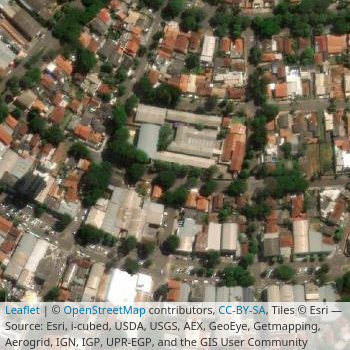 Leaflet | © OpenStreetMap contributors, CC-BY-SA, Tiles © Esri —
Source: Esri, i-cubed, USDA, USGS, AEX, GeoEye, Getmapping,
Aerogrid, IGN, IGP, UPR-EGP, and the GIS User Community